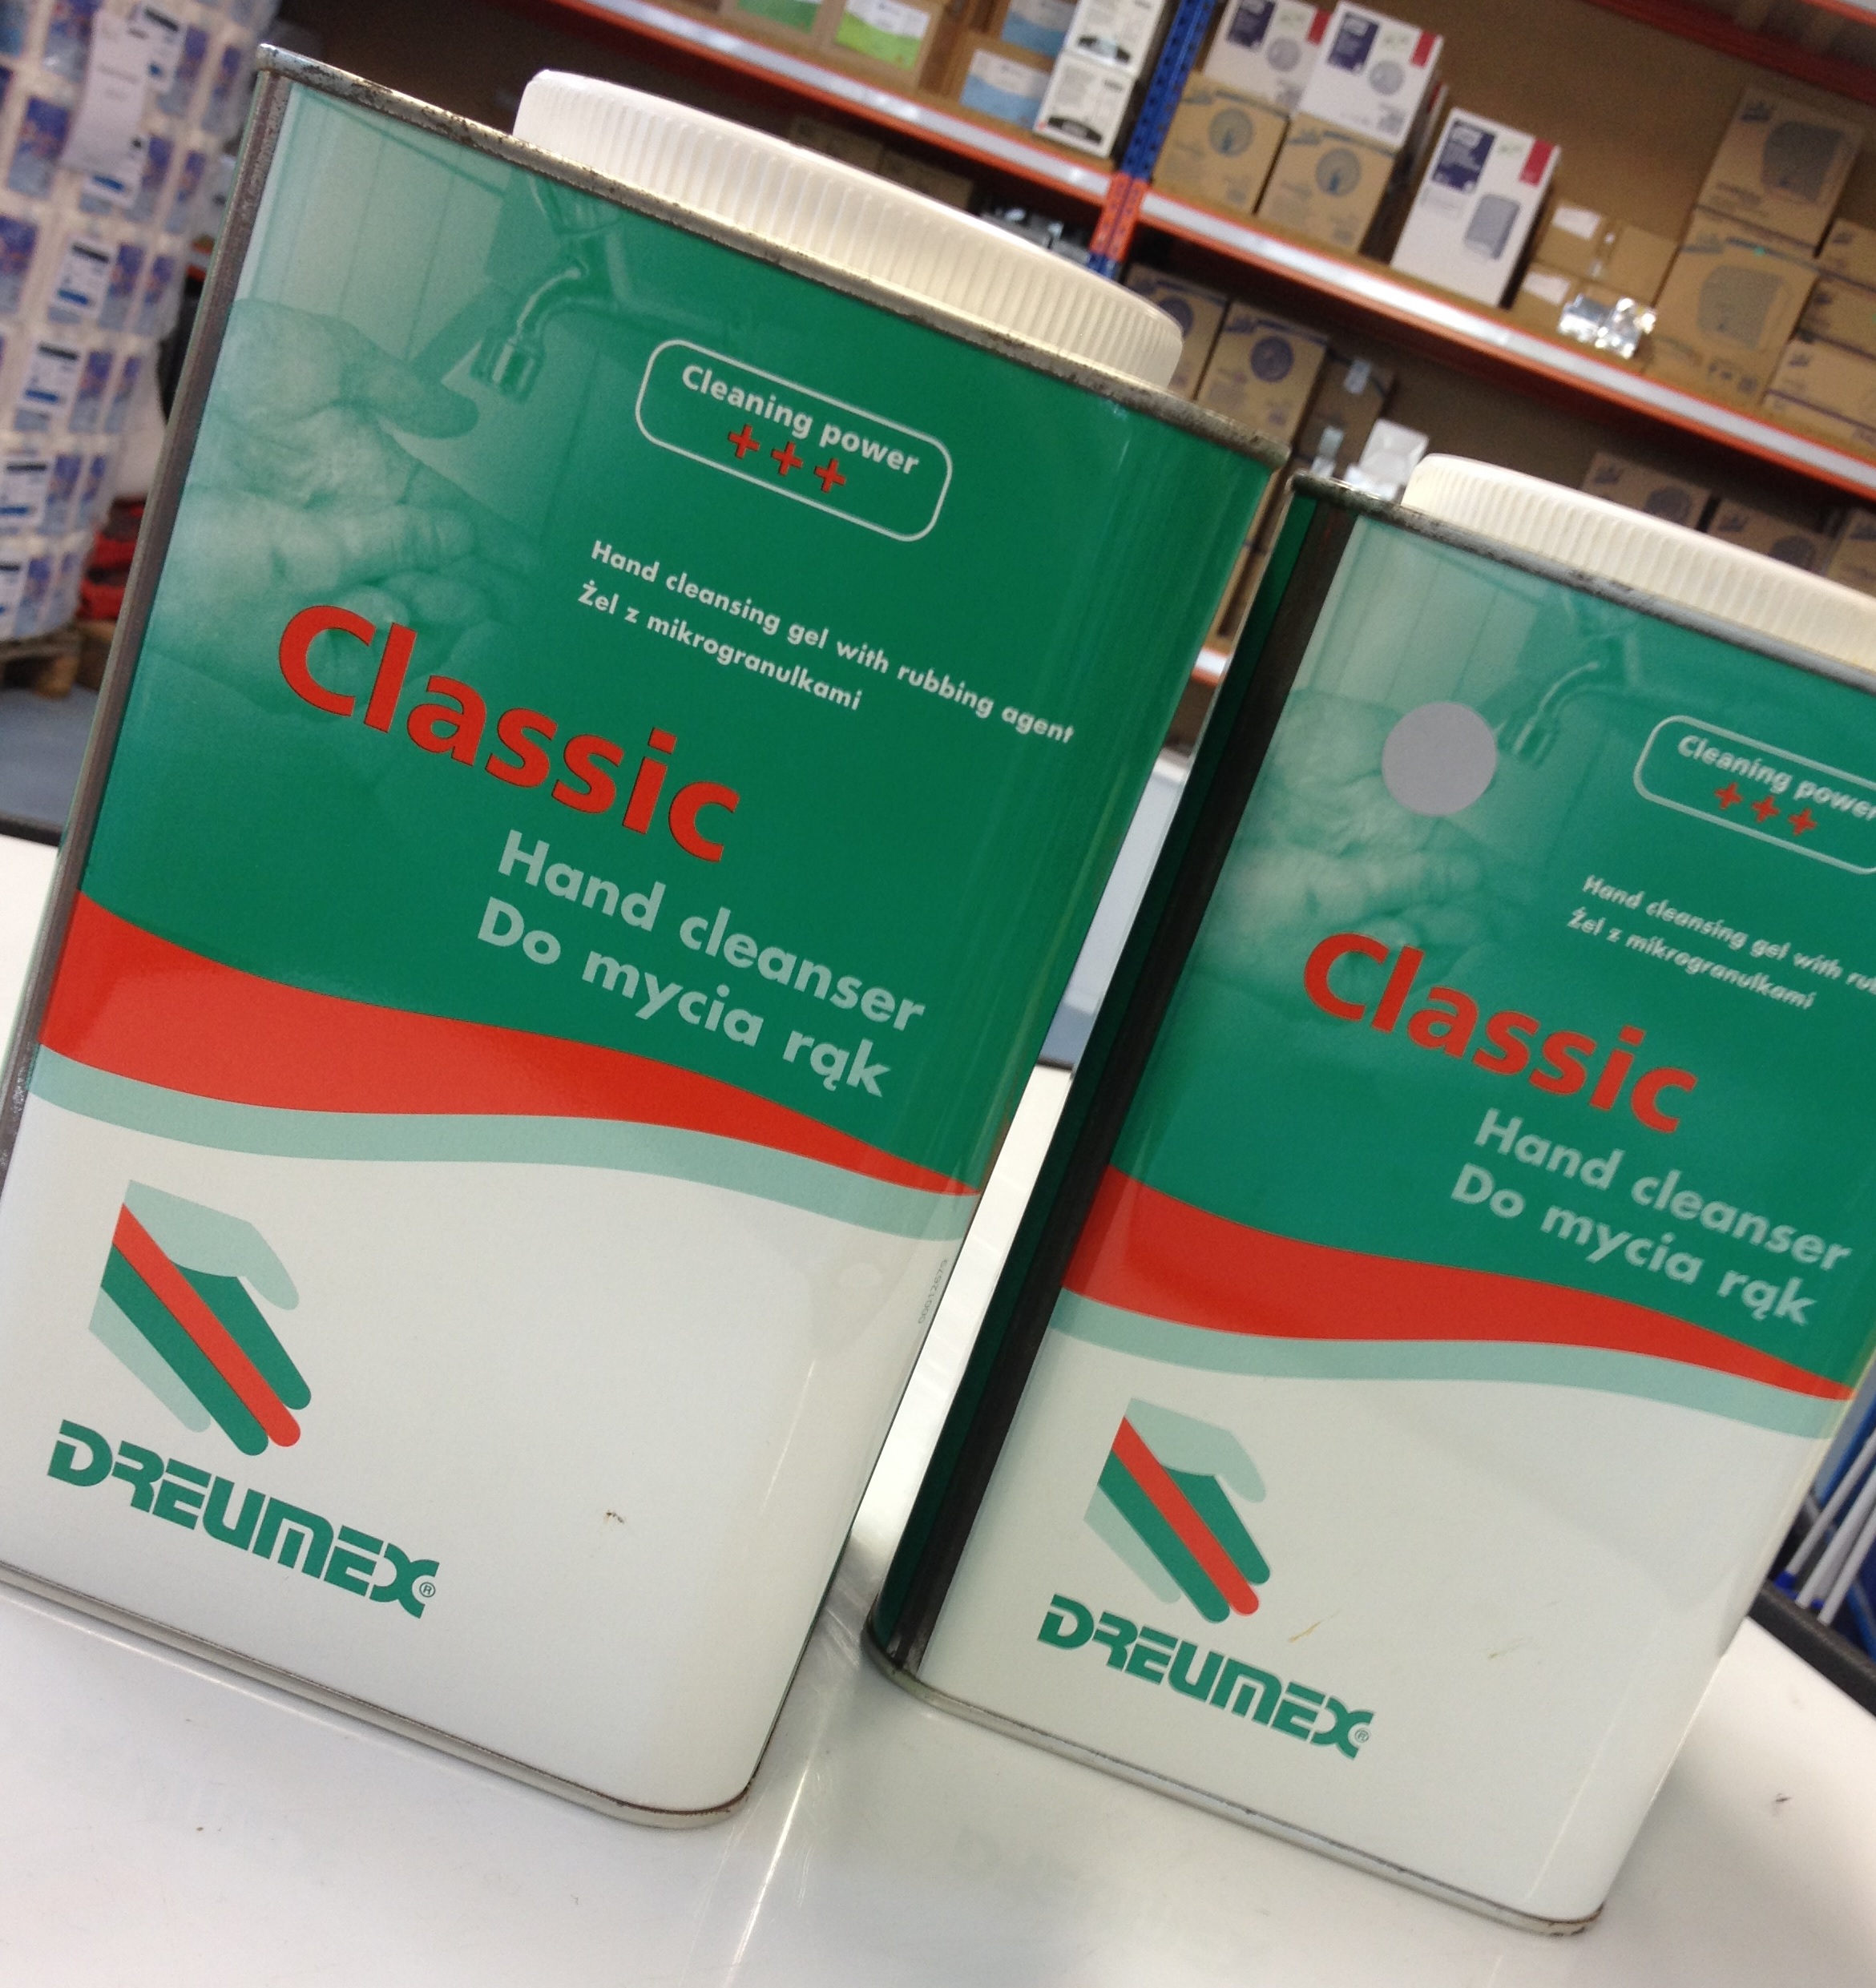 Cleaning power
+++
Hand cleansing gel with rubbing agent
Żel z mikrogranulkami
Classic
Hand cleanser
Do mycia rąk
DREUMEX®
Cleaning power
+++
Hand cleansing gel with
Żel z mikrogranulkami
Classic
Hand cleanser
Do mycia rąk
DREUMEX®